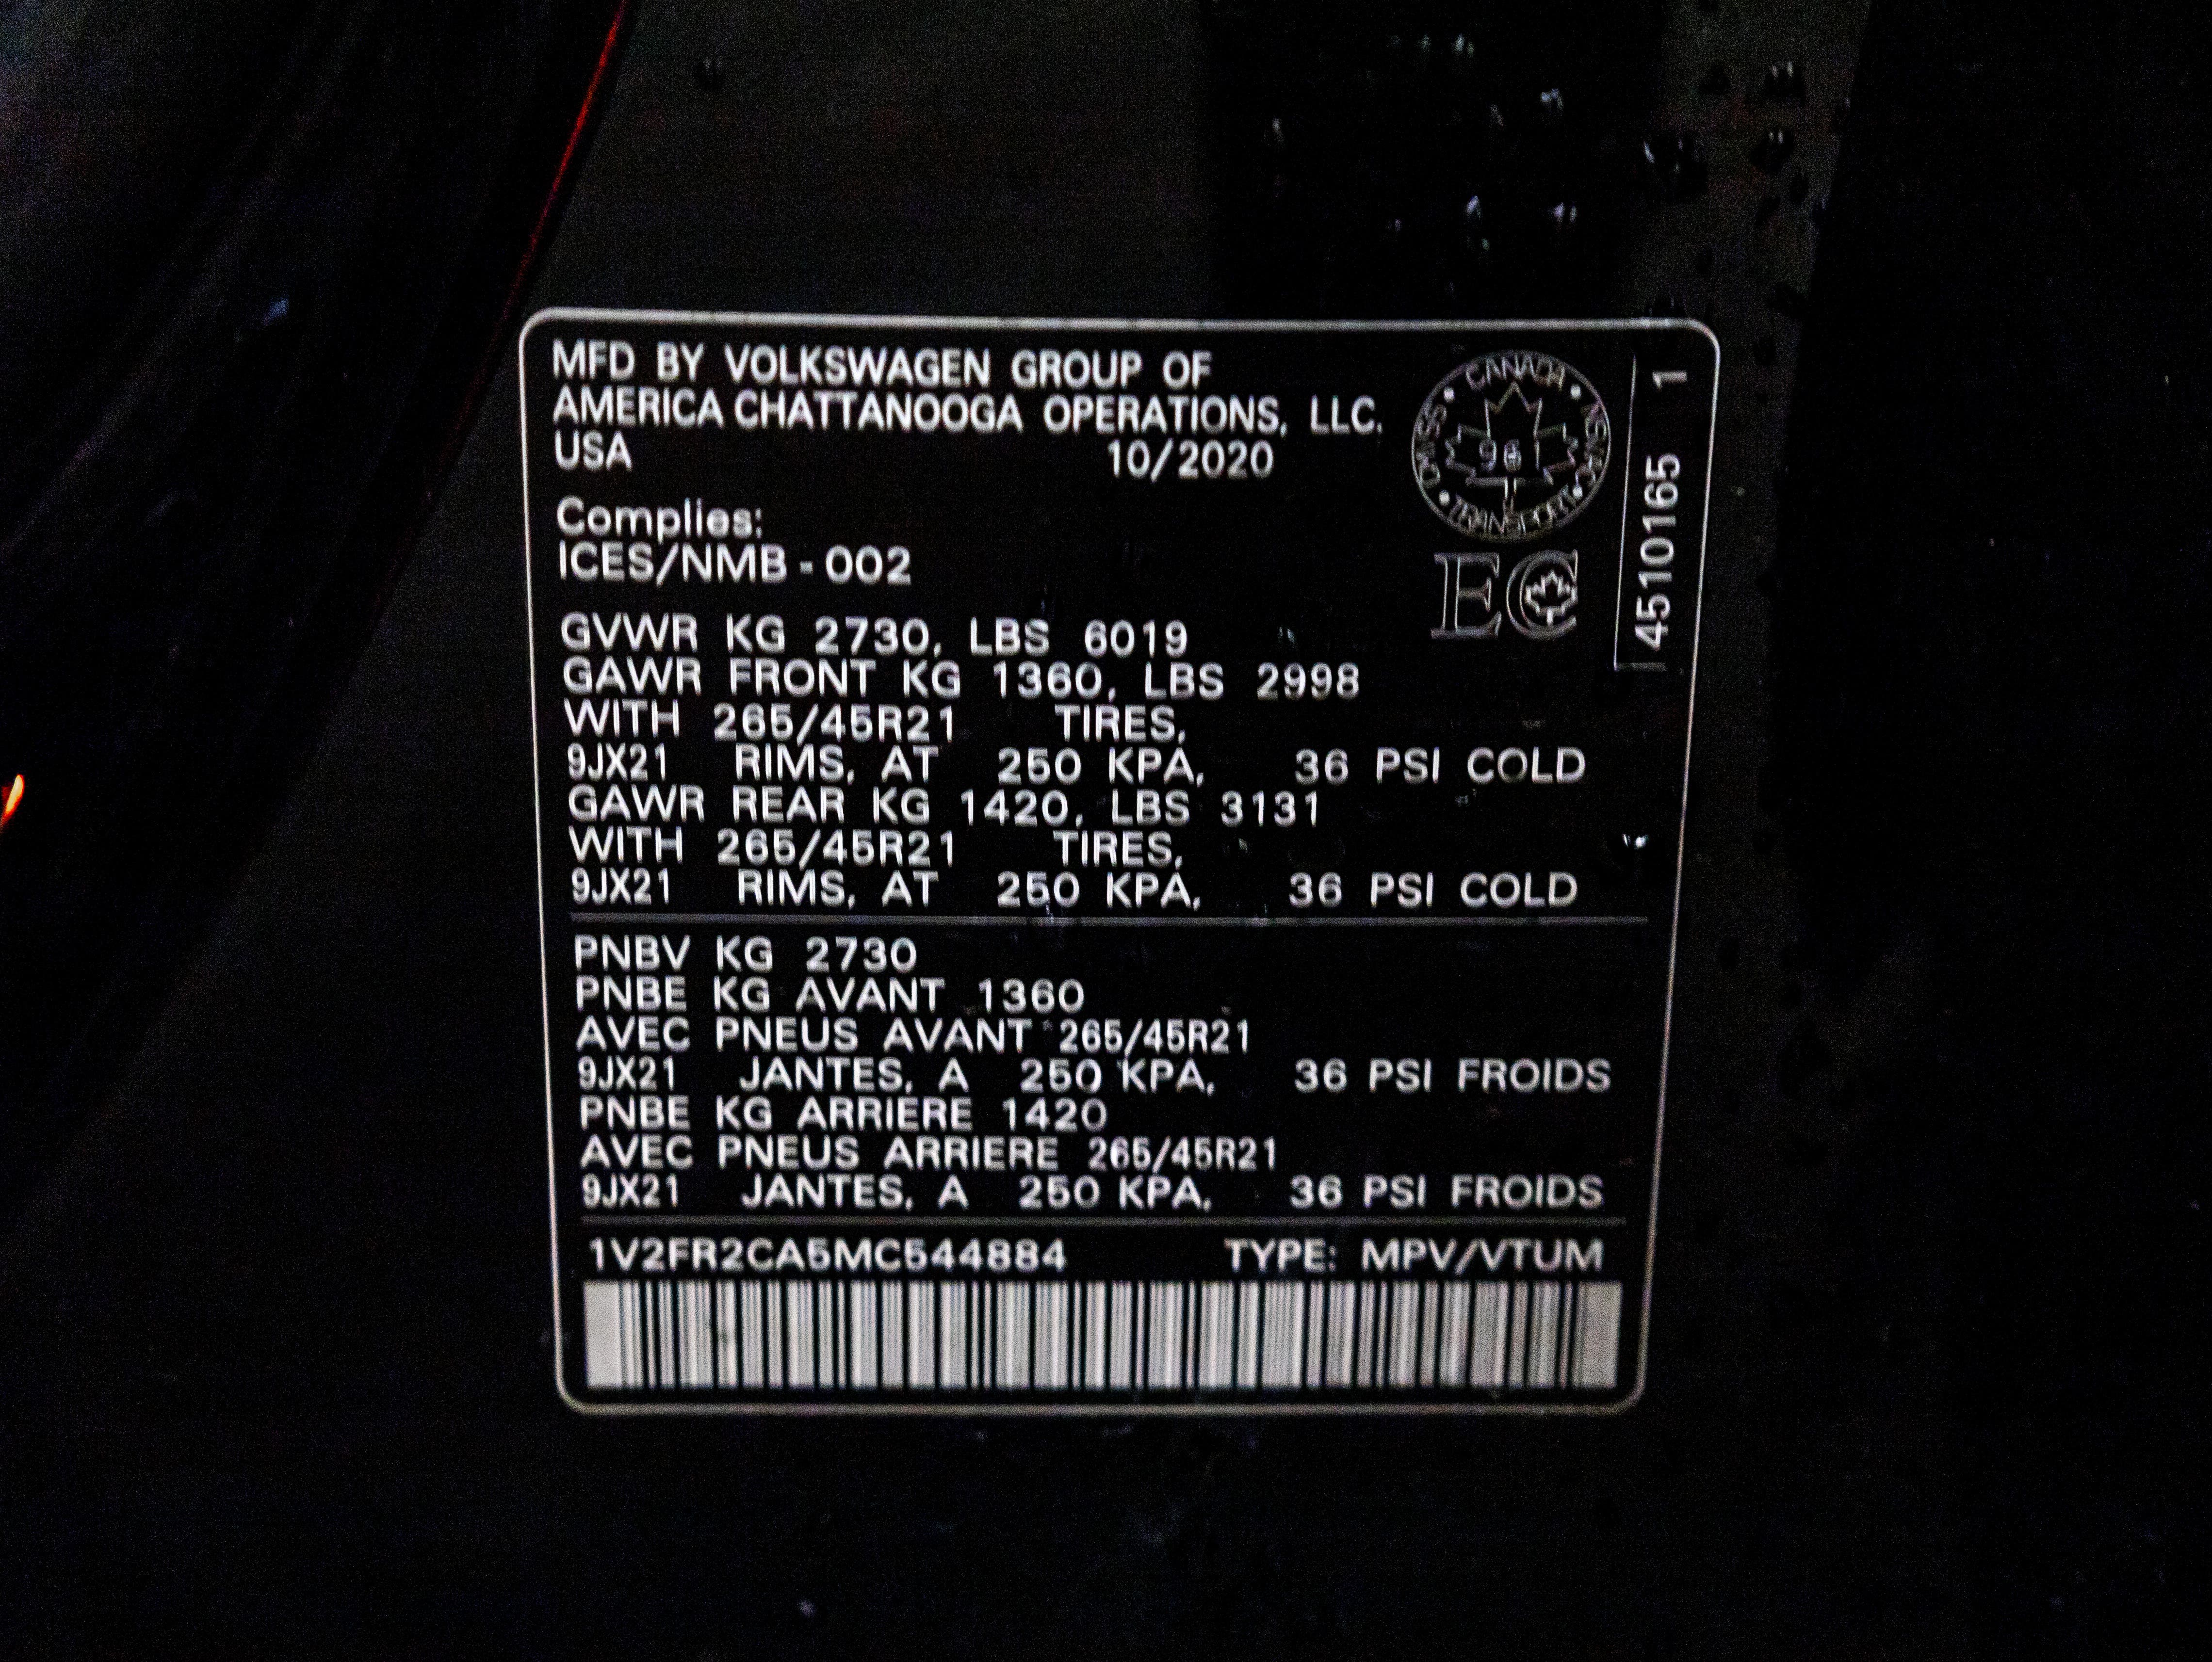 MFD BY VOLKSWAGEN GROUP OF
AMERICA CHATTANOOGA OPERATIONS, LLC.
USA 10/2020
CANADA
961
TRANSPORT
Complies:
ICES/NMB-002
EC
4510165 1
GVWR KG 2730, LBS 6019
GAWR FRONT KG 1360, LBS 2998
WITH 265/45R21 TIRES,
9JX21 RIMS, AT 250 KPA, 36 PSI COLD
GAWR REAR KG 1420, LBS 3131
WITH 265/45R21 TIRES,
9JX21 RIMS, AT 250 KPA, 36 PSI COLD
PNBV KG 2730
PNBE KG AVANT 1360
AVEC PNEUS AVANT 265/45R21
9JX21 JANTES, A 250 KPA, 36 PSI FROIDS
PNBE KG ARRIERE 1420
AVEC PNEUS ARRIERE 265/45R21
9JX21 JANTES, A 250 KPA, 36 PSI FROIDS
1V2FR2CA5MC544884 TYPE: MPV/VTUM